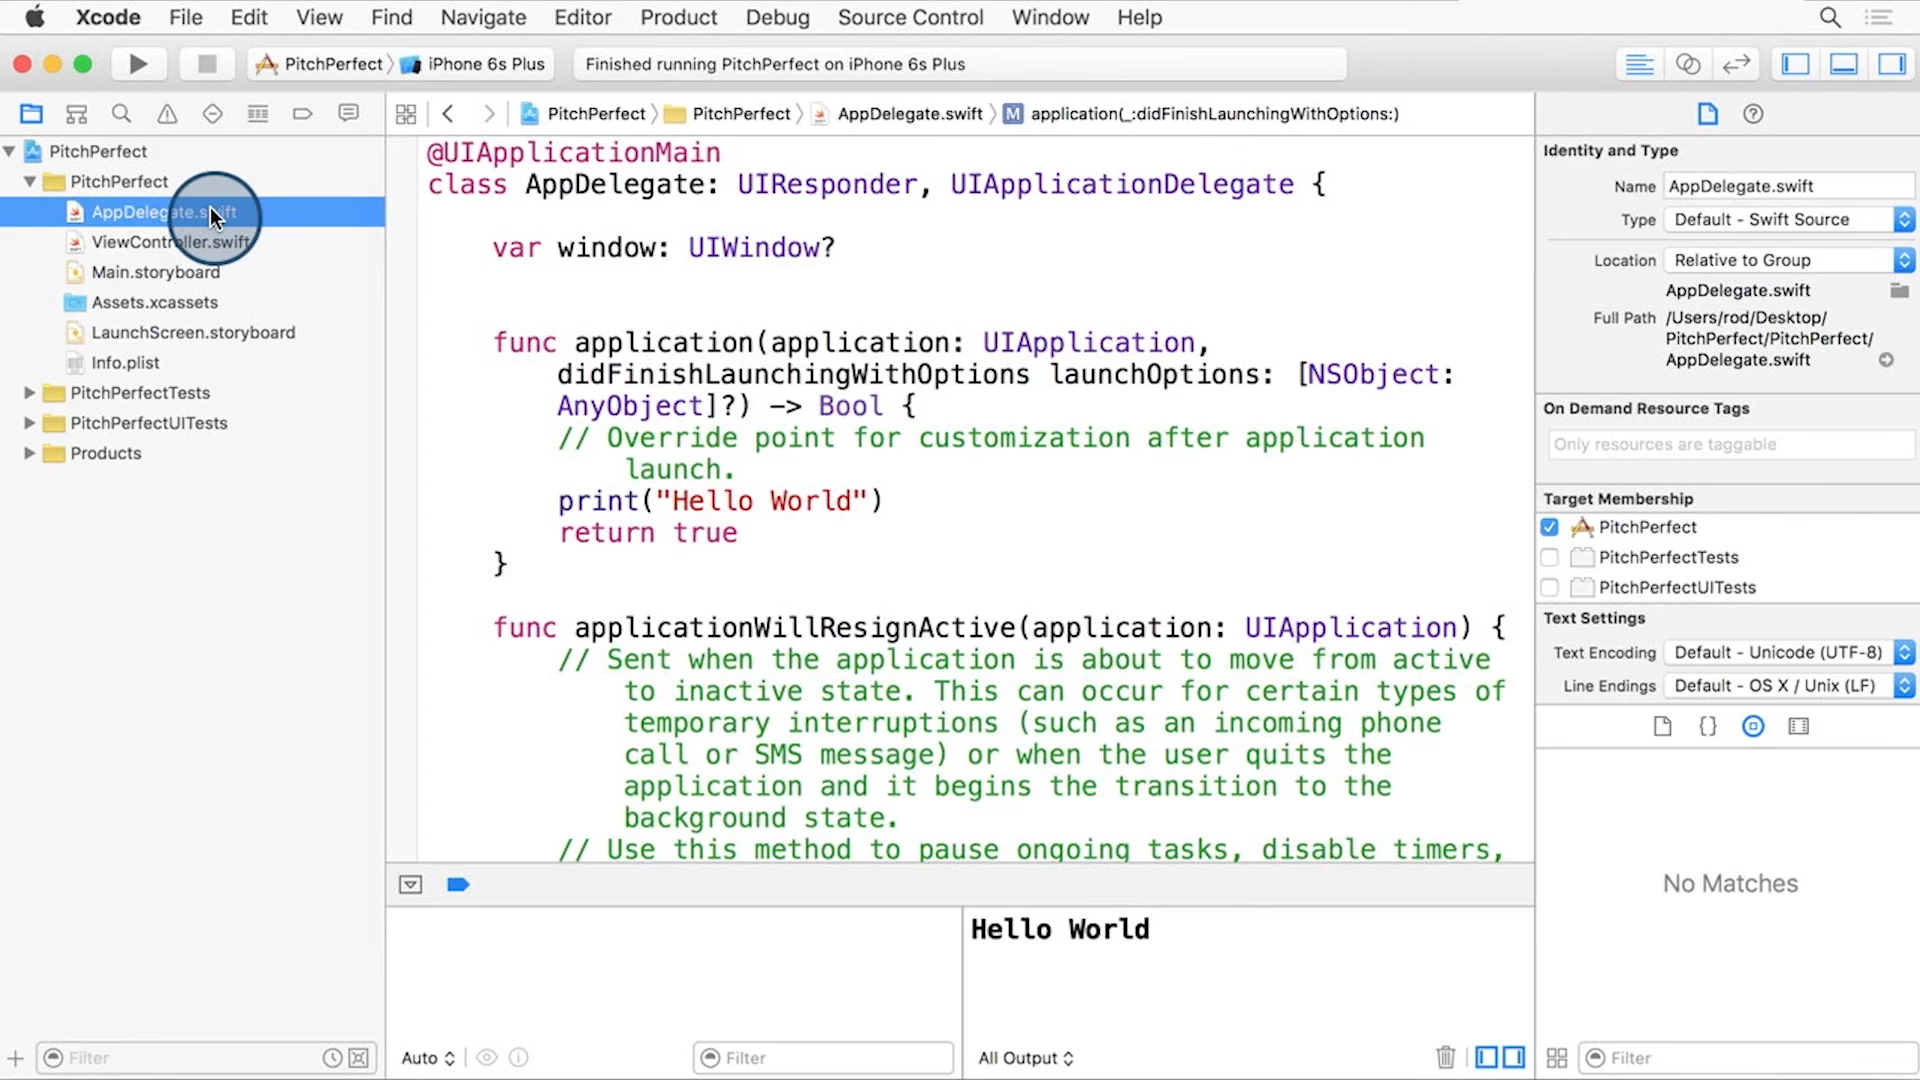 Xcode File Edit View Find Navigate Editor Product Debug Source Control Window Help
PitchPerfect iPhone 6s Plus Finished running PitchPerfect on iPhone 6s Plus
PitchPerfect PitchPerfect AppDelegate.swift M application(_:didFinishLaunchingWithOptions:)
PitchPerfect
PitchPerfect
AppDelegate.swift
ViewController.swift
Main.storyboard
Assets.xcassets
LaunchScreen.storyboard
Info.plist
PitchPerfectTests
PitchPerfectUITests
Products
Filter
@UIApplicationMain
class AppDelegate: UIResponder, UIApplicationDelegate {
var window: UIWindow?
func application(application: UIApplication,
didFinishLaunchingWithOptions launchOptions: [NSObject:
AnyObject]?) -> Bool {
// Override point for customization after application
launch.
print("Hello World")
return true
}
func applicationWillResignActive(application: UIApplication) {
// Sent when the application is about to move from active
to inactive state. This can occur for certain types of
temporary interruptions (such as an incoming phone
call or SMS message) or when the user quits the
application and it begins the transition to the
background state.
// Use this method to pause ongoing tasks, disable timers,
Hello World
Auto Filter All Output
Identity and Type
Name AppDelegate.swift
Type Default - Swift Source
Location Relative to Group
AppDelegate.swift
Full Path /Users/rod/Desktop/
PitchPerfect/PitchPerfect/
AppDelegate.swift
On Demand Resource Tags
Only resources are taggable
Target Membership
PitchPerfect
PitchPerfectTests
PitchPerfectUITests
Text Settings
Text Encoding Default - Unicode (UTF-8)
Line Endings Default - OS X / Unix (LF)
{}
No Matches
Filter